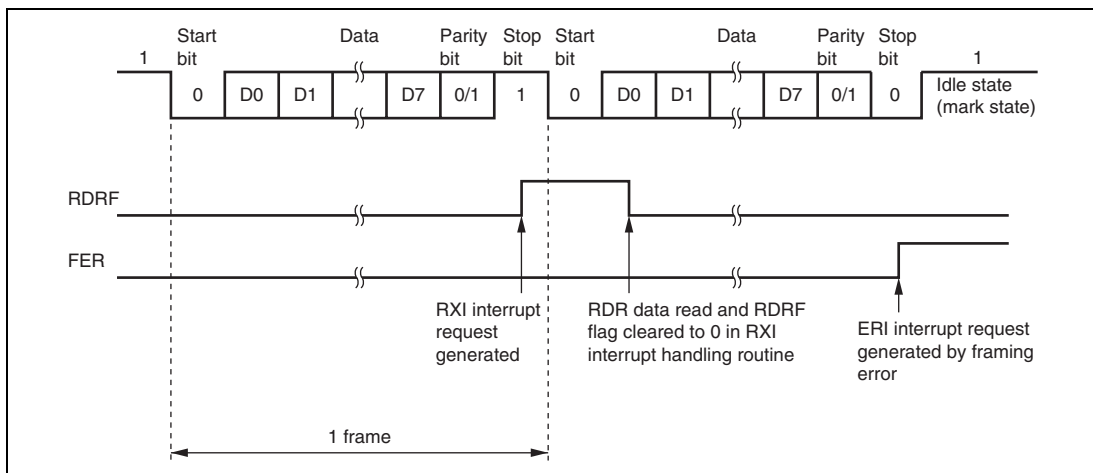 Start bit
Data
Parity bit
Stop bit
Start bit
Data
Parity bit
Stop bit
1
1
0
D0
D1
D7
0/1
1
0
D0
D1
D7
0/1
0
Idle state
(mark state)
RDRF
FER
RXI interrupt
request
generated
RDR data read and RDRF
flag cleared to 0 in RXI
interrupt handling routine
ERI interrupt request
generated by framing
error
1 frame